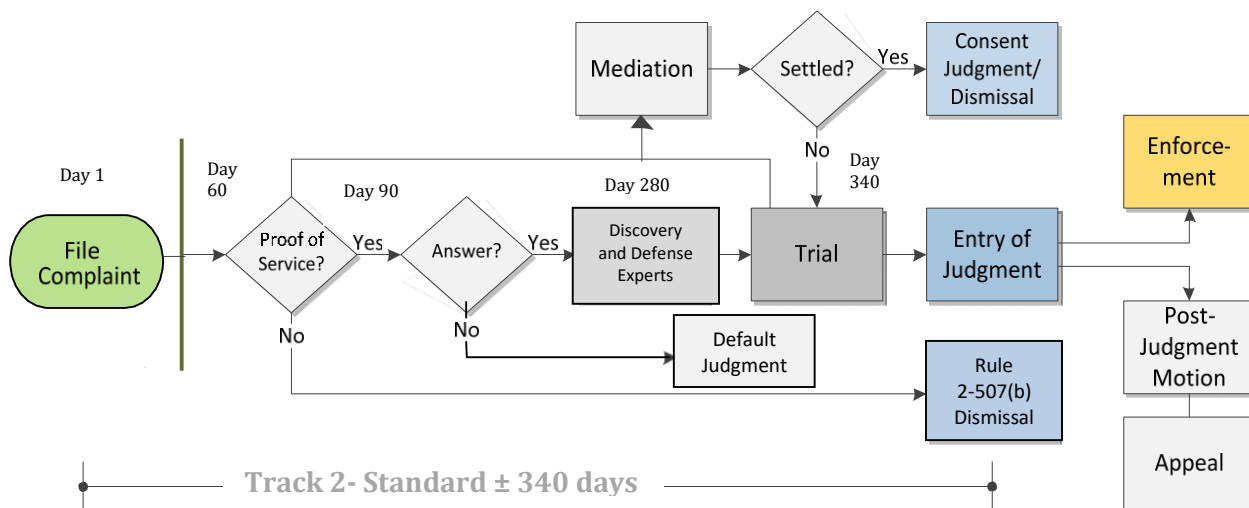 Day 1
File
Complaint
Day
60
Proof of
Service?
Yes
No
Day 90
Answer?
Yes
No
Default
Judgment
Day 280
Discovery
and Defense
Experts
Mediation
Settled?
Yes
No
Consent
Judgment/
Dismissal
Day
340
Trial
Entry of
Judgment
Rule
2-507(b)
Dismissal
Enforce-
ment
Post-
Judgment
Motion
Appeal
Track 2- Standard ± 340 days